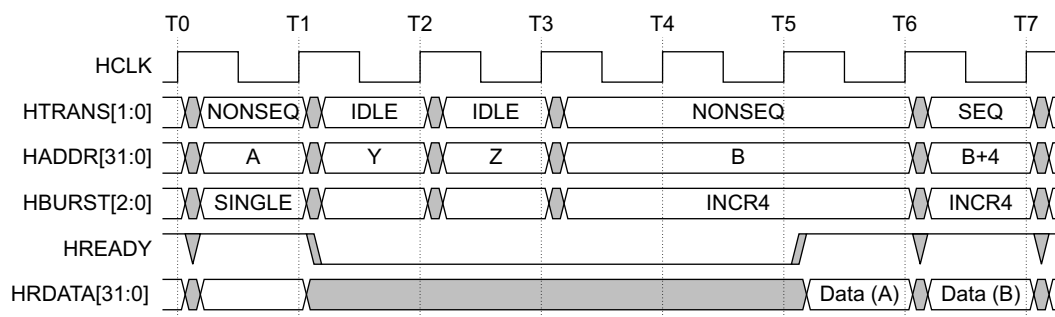 T0 T1 T2 T3 T4 T5 T6 T7
HCLK
HTRANS[1:0] NONSEQ IDLE IDLE NONSEQ SEQ
HADDR[31:0] A Y Z B B+4
HBURST[2:0] SINGLE INCR4 INCR4
HREADY
HRDATA[31:0] Data (A) Data (B)